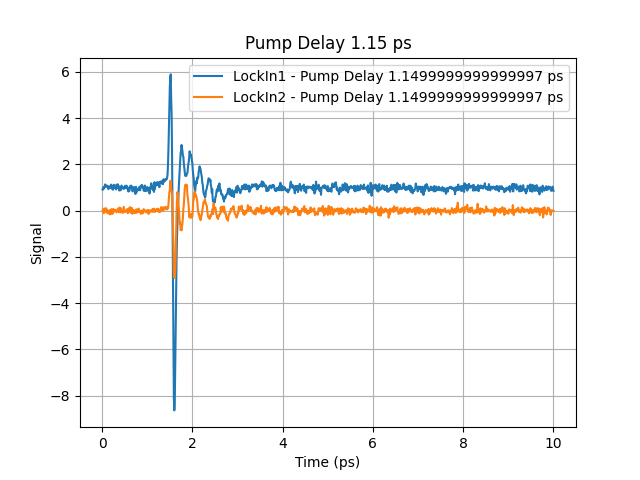 Pump Delay 1.15 ps
LockIn1 - Pump Delay 1.1499999999999997 ps
LockIn2 - Pump Delay 1.1499999999999997 ps
6
4
2
0
−2
−4
−6
−8
Signal
0 2 4 6 8 10
Time (ps)